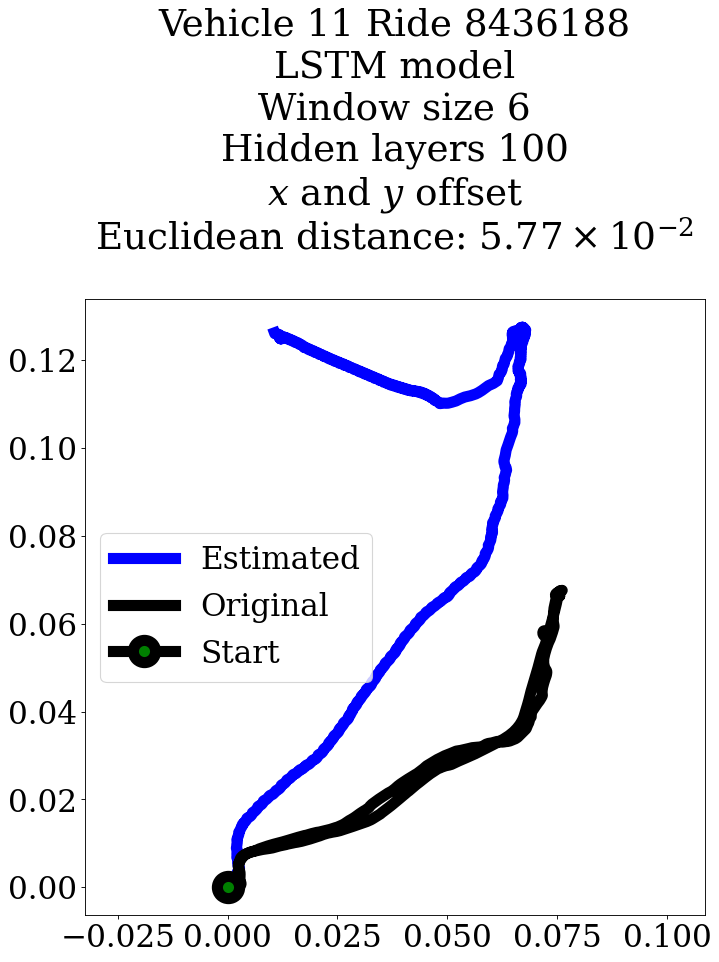 Vehicle 11 Ride 8436188
LSTM model
Window size 6
Hidden layers 100
x and y offset
Euclidean distance: 5.77 × 10⁻²
0.12
0.10
0.08
0.06
0.04
0.02
0.00
Estimated
Original
Start
−0.025 0.000 0.025 0.050 0.075 0.100